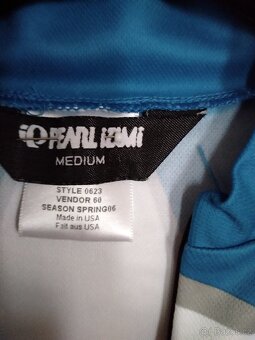 PEARL IZUMI
MEDIUM
STYLE 0623
VENDOR 60
SEASON SPRING06
Made in USA
Fait aux USA